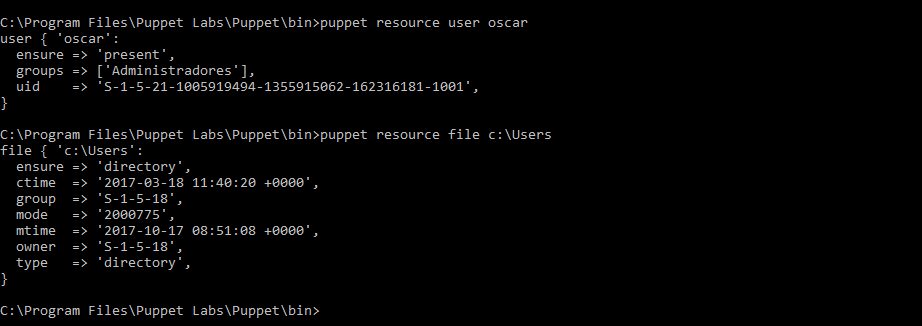 C:\Program Files\Puppet Labs\Puppet\bin>puppet resource user oscar
user { 'oscar':
  ensure => 'present',
  groups => ['Administradores'],
  uid    => 'S-1-5-21-1005919494-1355915062-162316181-1001',
}
C:\Program Files\Puppet Labs\Puppet\bin>puppet resource file c:\Users
file { 'c:\Users':
  ensure => 'directory',
  ctime  => '2017-03-18 11:40:20 +0000',
  group  => 'S-1-5-18',
  mode   => '2000775',
  mtime  => '2017-10-17 08:51:08 +0000',
  owner  => 'S-1-5-18',
  type   => 'directory',
}
C:\Program Files\Puppet Labs\Puppet\bin>